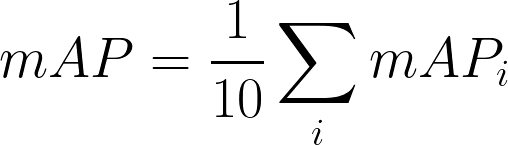 mAP = \frac{1}{10} \sum_{i} mAP_i